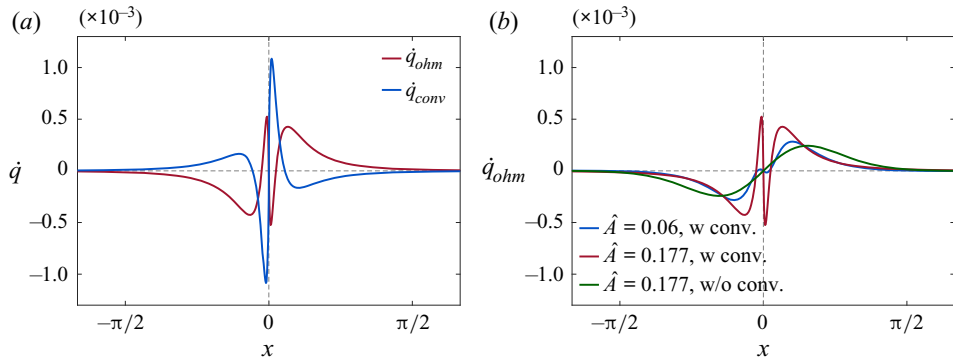 (a) (×10⁻³)
1.0
0.5
0
−0.5
−1.0
q̇
q̇ohm
q̇conv
−π/2 0 π/2
x
(b) (×10⁻³)
1.0
0.5
0
−0.5
−1.0
q̇ohm
Â = 0.06, w conv.
Â = 0.177, w conv.
Â = 0.177, w/o conv.
−π/2 0 π/2
x